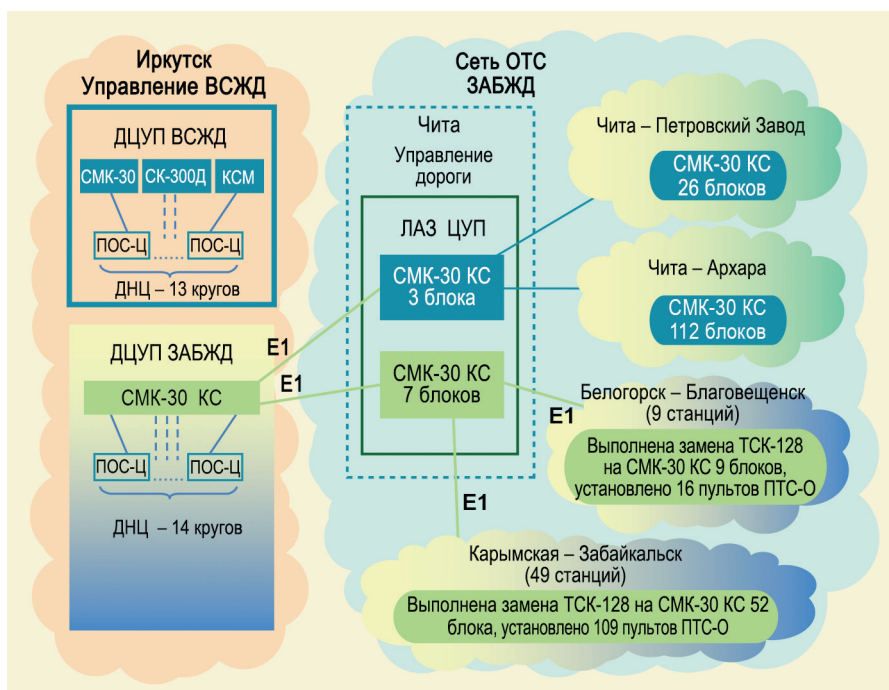 Иркутск
Управление ВСЖД
ДЦУП ВСЖД
СМК-30
СК-300Д
КСМ
ПОС-Ц
ПОС-Ц
ДНЦ – 13 кругов
ДЦУП ЗАБЖД
СМК-30 КС
ПОС-Ц
ПОС-Ц
ДНЦ – 14 кругов
E1
E1
Сеть ОТС
ЗАБЖД
Чита
Управление
дороги
ЛАЗ ЦУП
СМК-30 КС
3 блока
СМК-30 КС
7 блоков
Чита – Петровский Завод
СМК-30 КС
26 блоков
Чита – Архара
СМК-30 КС
112 блоков
E1
Белогорск – Благовещенск
(9 станций)
Выполнена замена ТСК-128
на СМК-30 КС 9 блоков,
установлено 16 пультов ПТС-О
E1
Карымская – Забайкальск
(49 станций)
Выполнена замена ТСК-128 на СМК-30 КС 52
блока, установлено 109 пультов ПТС-О